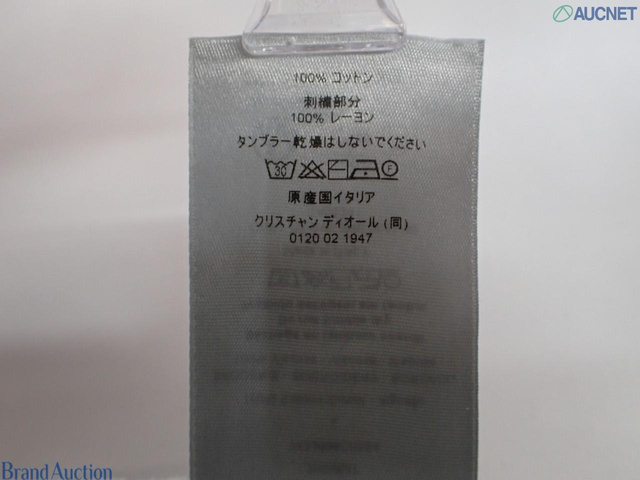 AUCNET
100% コットン
刺繍部分
100% レーヨン
タンブラー乾燥はしないでください
30
原産国イタリア
クリスチャン ディオール (同)
0120 02 1947
Brand Auction